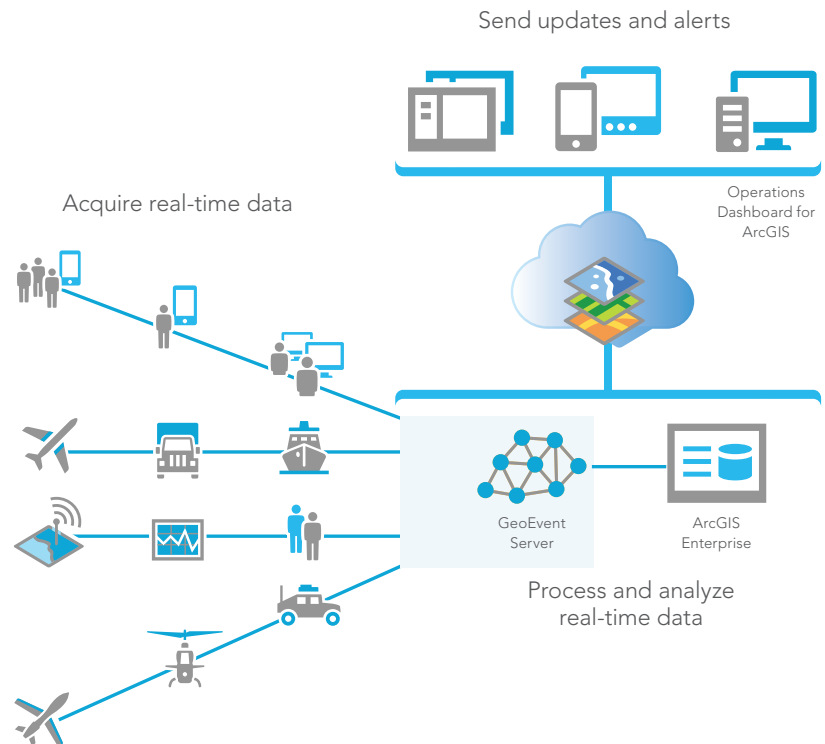 Send updates and alerts
Operations
Dashboard for
ArcGIS
Acquire real-time data
GeoEvent
Server
ArcGIS
Enterprise
Process and analyze
real-time data